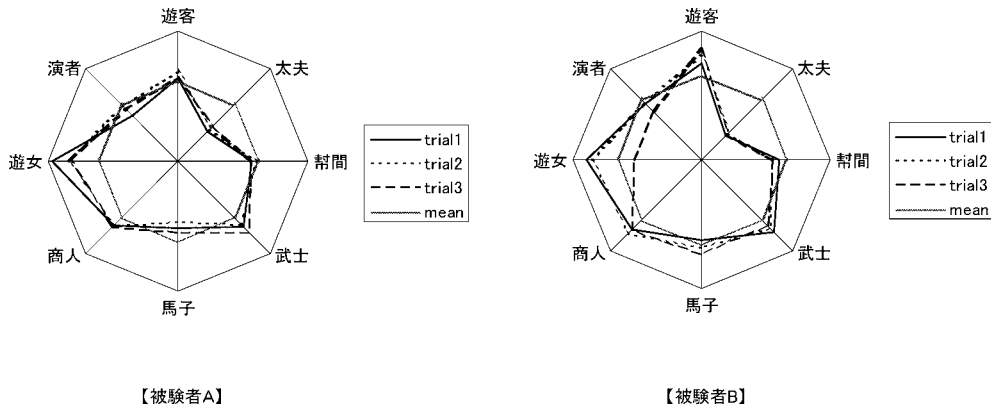 遊客
太夫
幇間
武士
馬子
商人
遊女
演者
trial1
trial2
trial3
mean
【被験者A】
遊客
太夫
幇間
武士
馬子
商人
遊女
演者
trial1
trial2
trial3
mean
【被験者B】